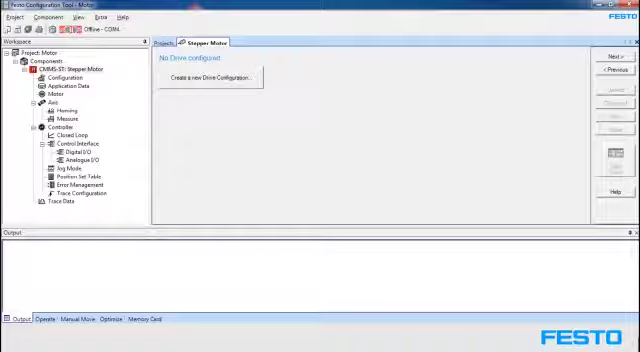 Festo Configuration Tool - Motor
Project Component View Extra Help
FESTO
Offline - COM4
Workspace
Project: Motor
Components
CMMS-ST: Stepper Motor
Configuration
Application Data
Motor
Axis
Homing
Measure
Controller
Closed Loop
Control Interface
Digital I/O
Analogue I/O
Jog Mode
Position Set Table
Error Management
Trace Configuration
Trace Data
Projects Stepper Motor
No Drive configured
Create a new Drive Configuration...
Next >
< Previous
Help
Output
Output Operate Manual Move Optimize Memory Card
FESTO